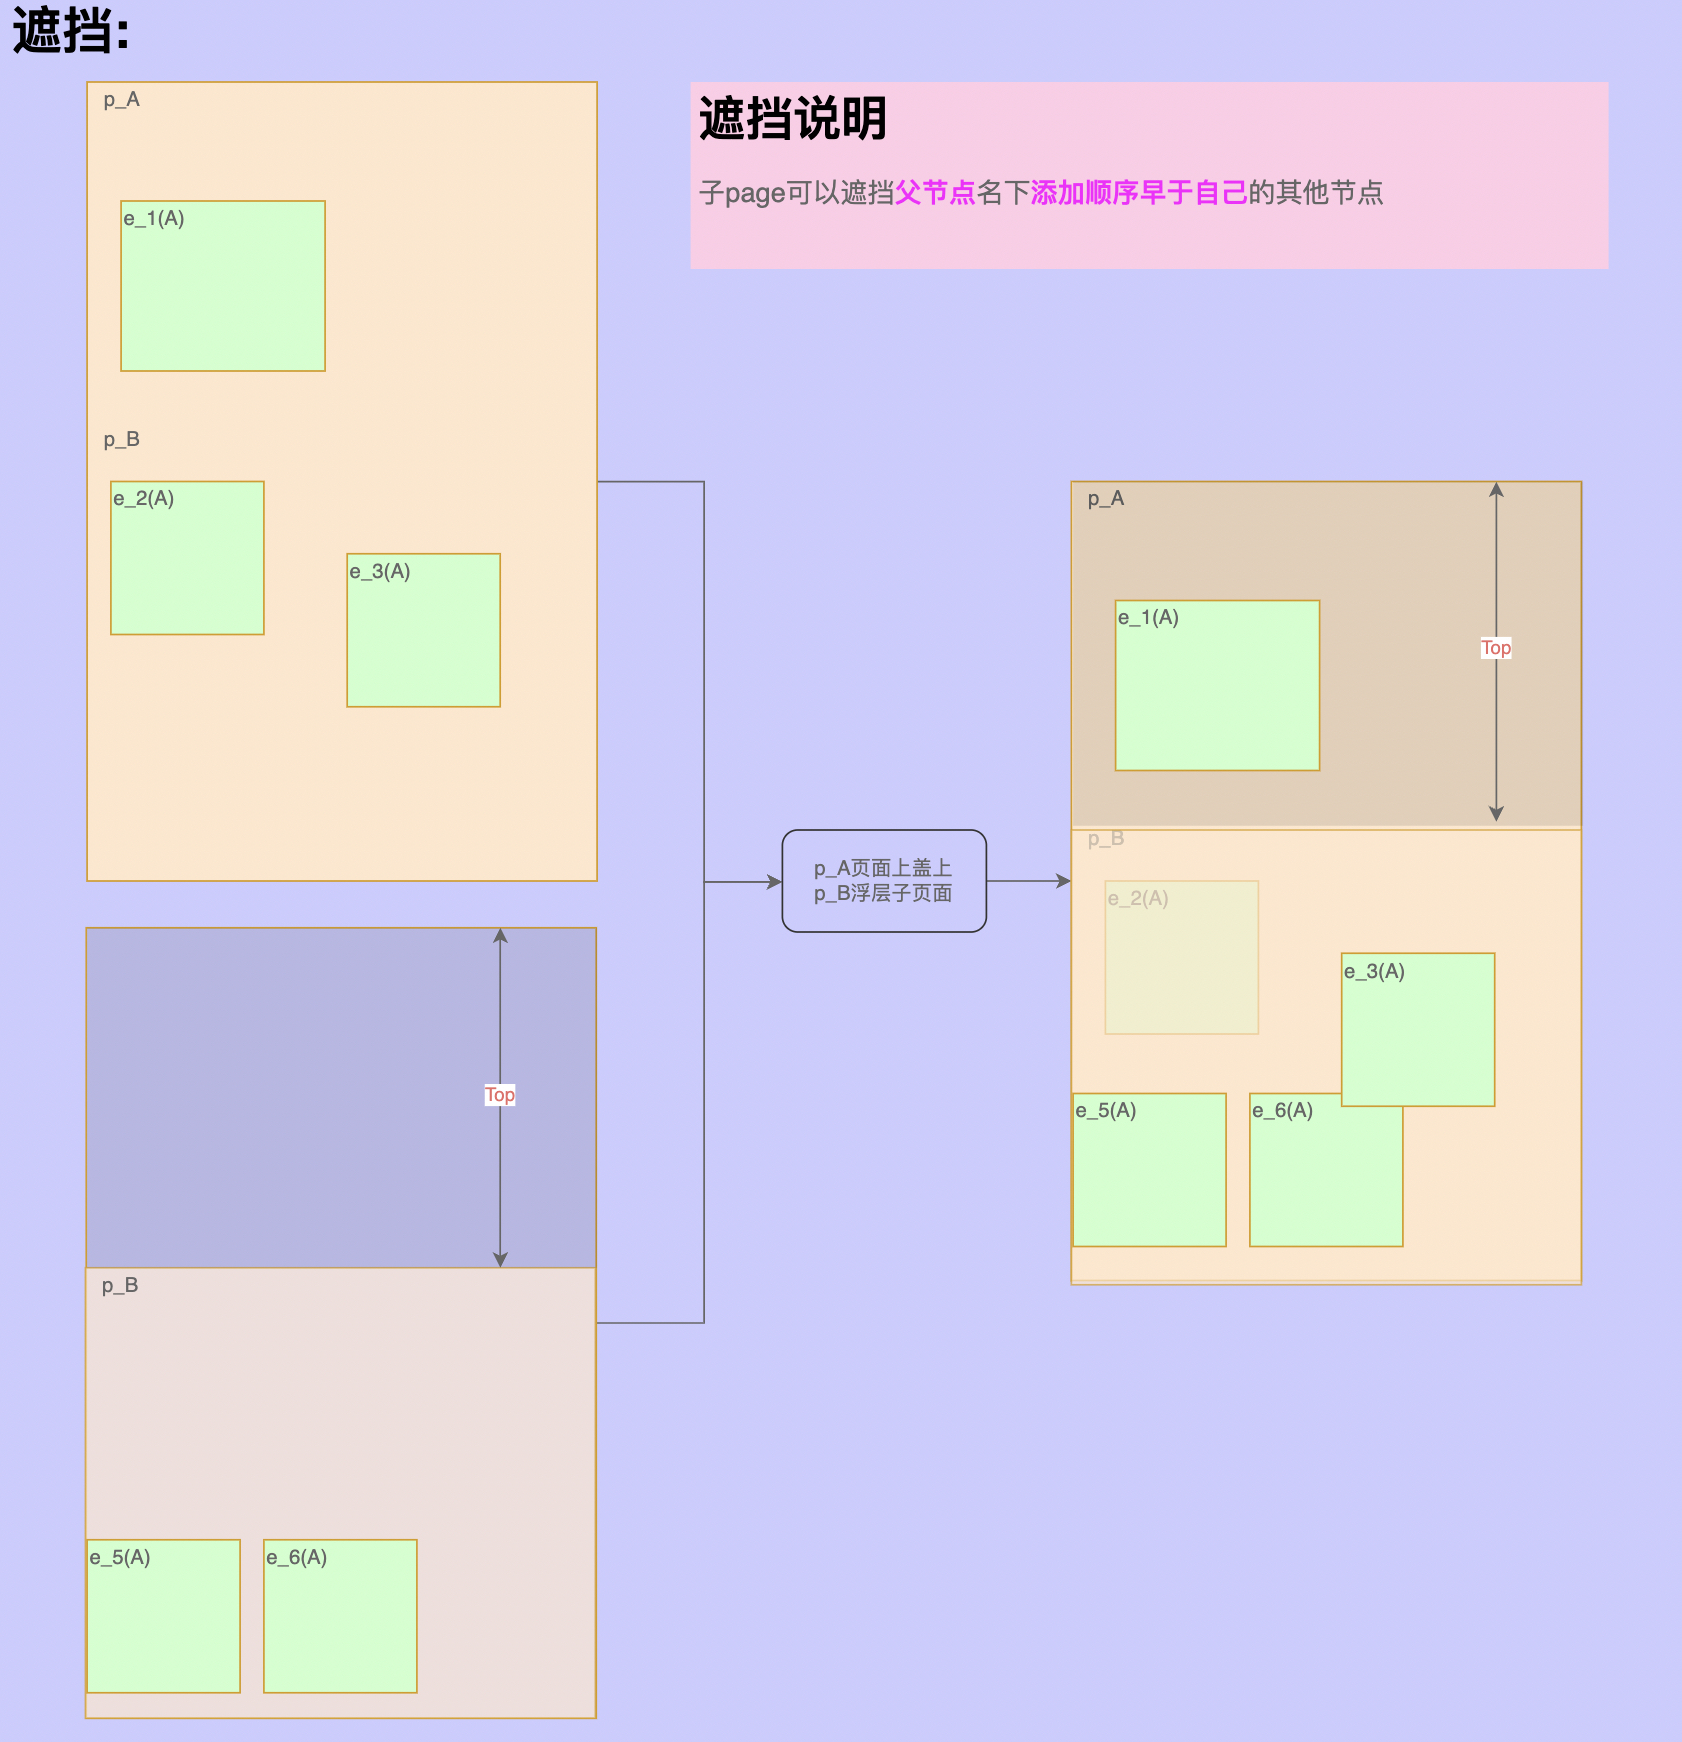 遮挡:
p_A
e_1(A)
p_B
e_2(A)
e_3(A)
Top
p_B
e_5(A)
e_6(A)
遮挡说明
子page可以遮挡父节点名下添加顺序早于自己的其他节点
p_A页面上盖上
p_B浮层子页面
p_A
Top
e_1(A)
p_B
e_2(A)
e_3(A)
e_5(A)
e_6(A)